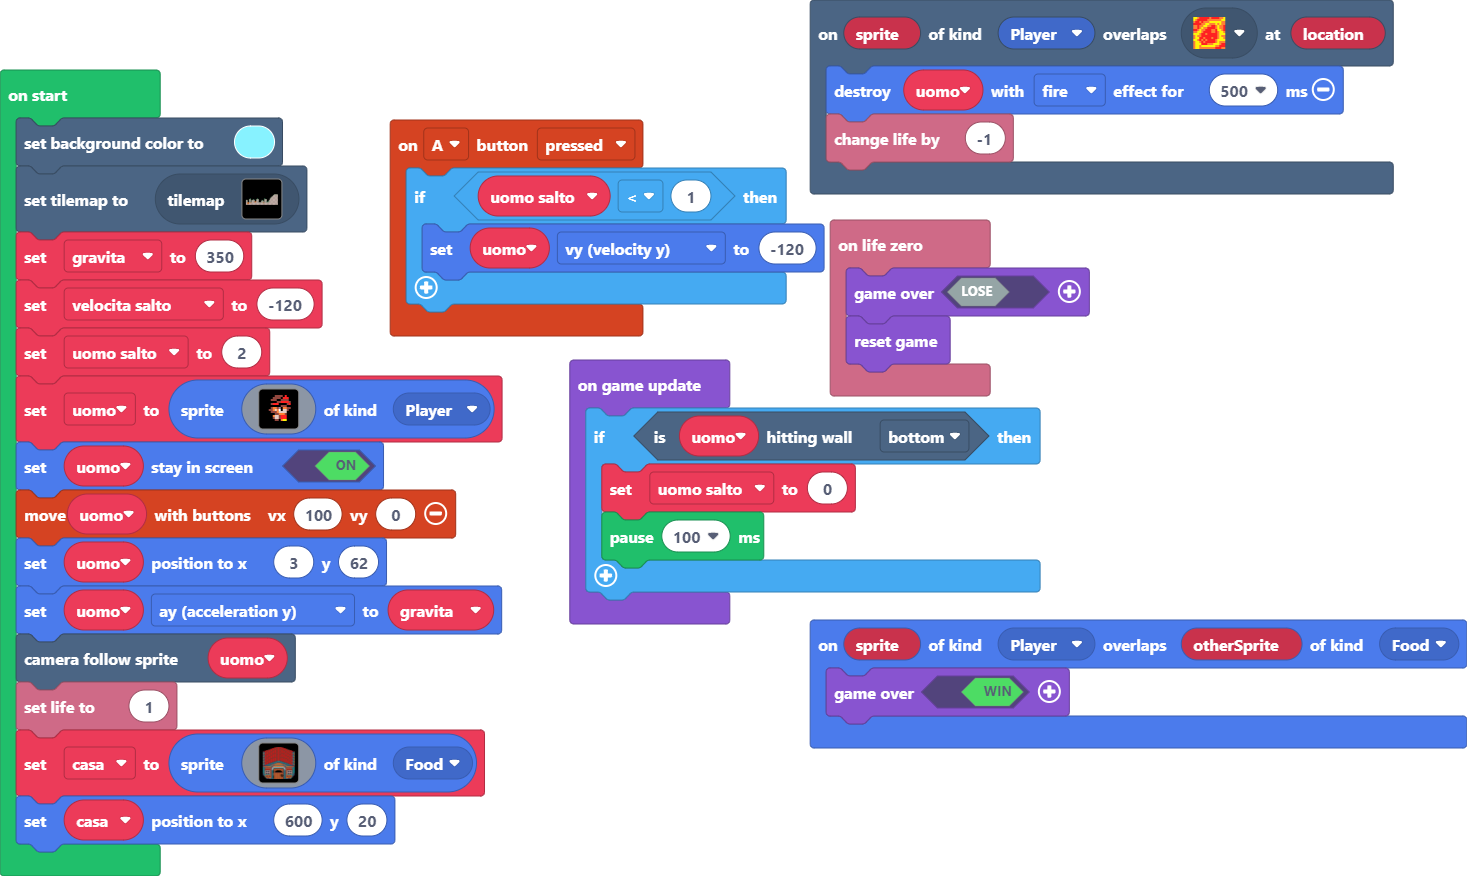 on start
set background color to
set tilemap to tilemap
set gravita to 350
set velocita salto to -120
set uomo salto to 2
set uomo to sprite of kind Player
set uomo stay in screen ON
move uomo with buttons vx 100 vy 0
set uomo position to x 3 y 62
set uomo ay (acceleration y) to gravita
camera follow sprite uomo
set life to 1
set casa to sprite of kind Food
set casa position to x 600 y 20
on A button pressed
if uomo salto < 1 then
set uomo vy (velocity y) to -120
on game update
if is uomo hitting wall bottom then
set uomo salto to 0
pause 100 ms
on sprite of kind Player overlaps at location
destroy uomo with fire effect for 500 ms
change life by -1
on life zero
game over LOSE
reset game
on sprite of kind Player overlaps otherSprite of kind Food
game over WIN